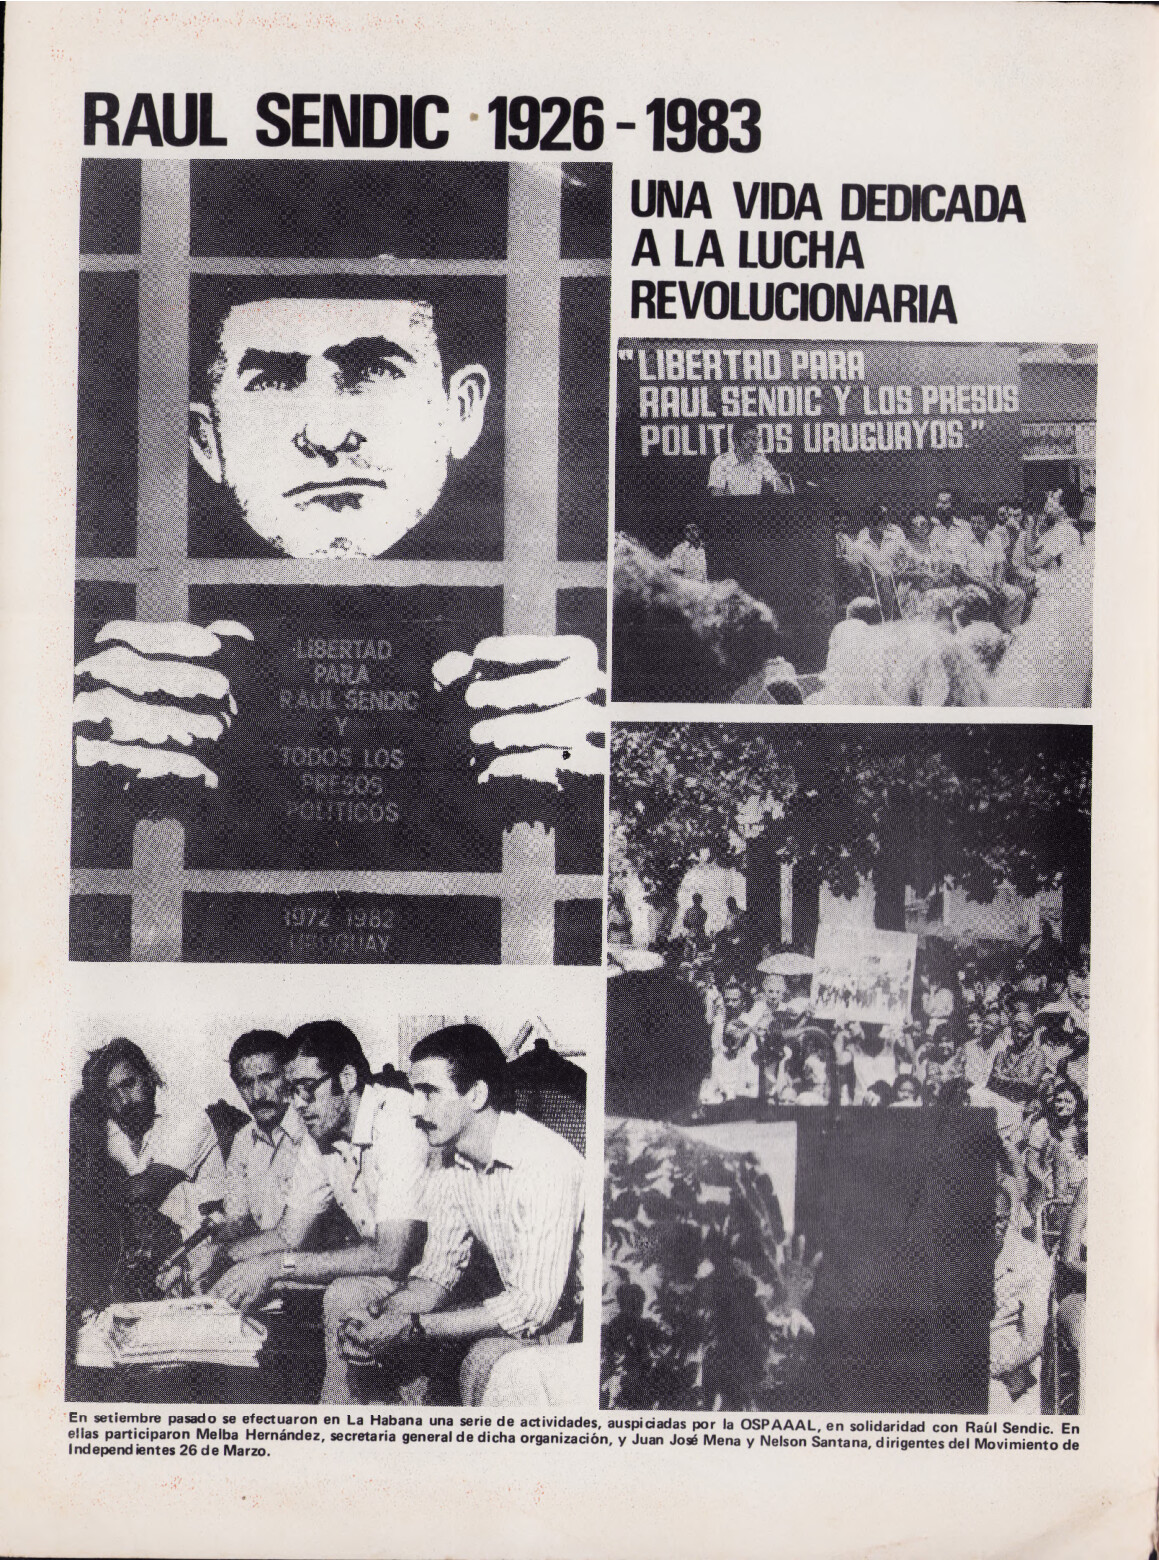 RAUL SENDIC 1926-1983
UNA VIDA DEDICADA
A LA LUCHA
REVOLUCIONARIA
"LIBERTAD PARA
RAUL SENDIC Y LOS PRESOS
POLITI OS URUGUAYOS"
LIBERTAD
PARA
RAUL SENDIC
Y
TODOS LOS
PRESOS
POLITICOS
1972-1982
URUGUAY
En setiembre pasado se efectuaron en La Habana una serie de actividades, auspiciadas por la OSPAAAL, en solidaridad con Raúl Sendic. En
ellas participaron Melba Hernández, secretaria general de dicha organización, y Juan José Mena y Nelson Santana, dirigentes del Movimiento de
Independientes 26 de Marzo.